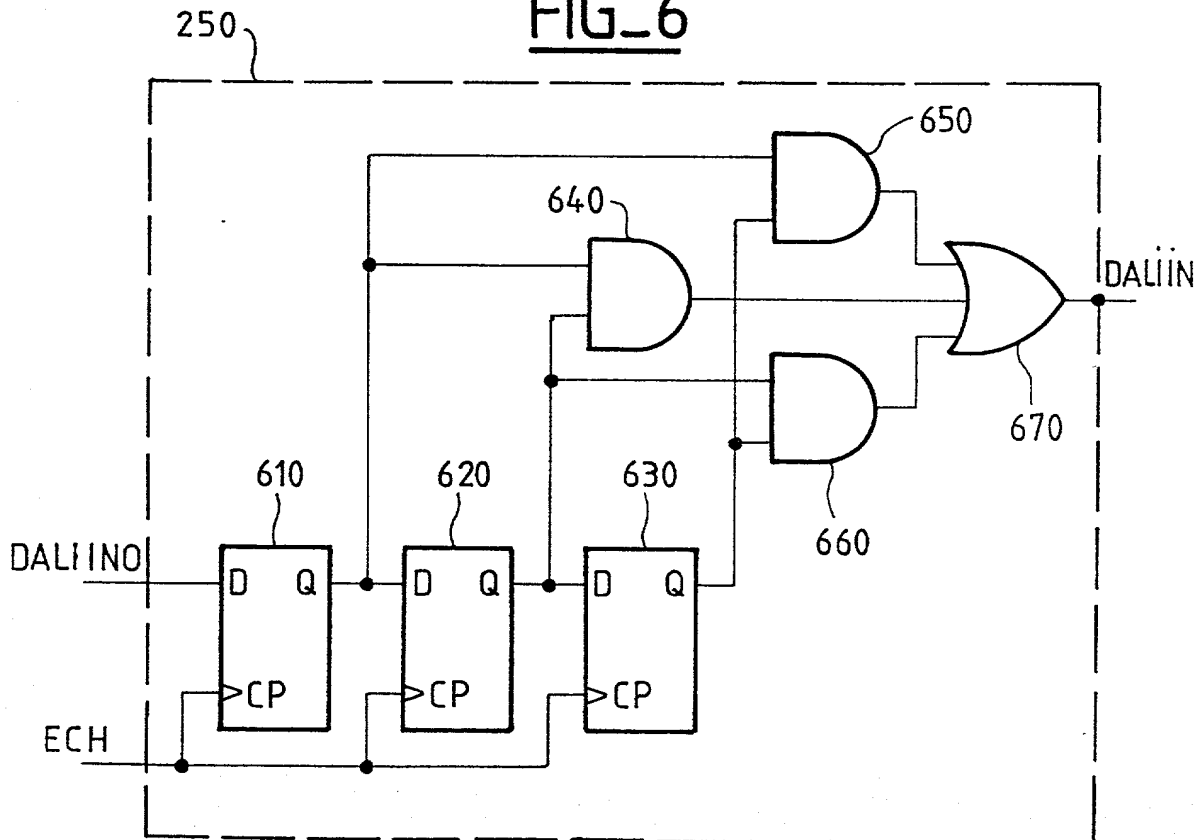 FIG_6
250
650
640
DALIIN
670
610
620
630
660
DALIINO
D Q
D Q
D Q
CP
CP
CP
ECH